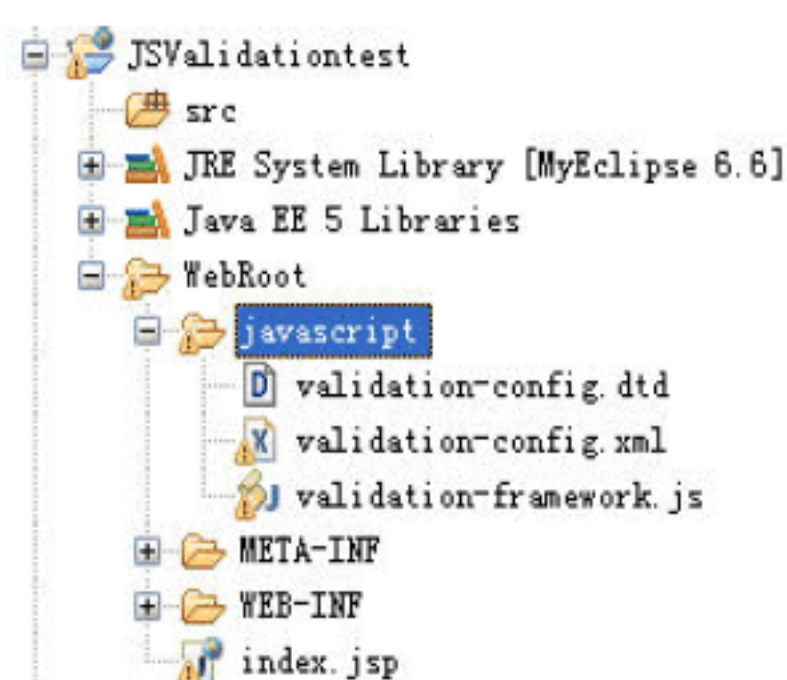 JSValidationtest
src
JRE System Library [MyEclipse 6.6]
Java EE 5 Libraries
WebRoot
javascript
validation-config.dtd
validation-config.xml
validation-framework.js
META-INF
WEB-INF
index.jsp